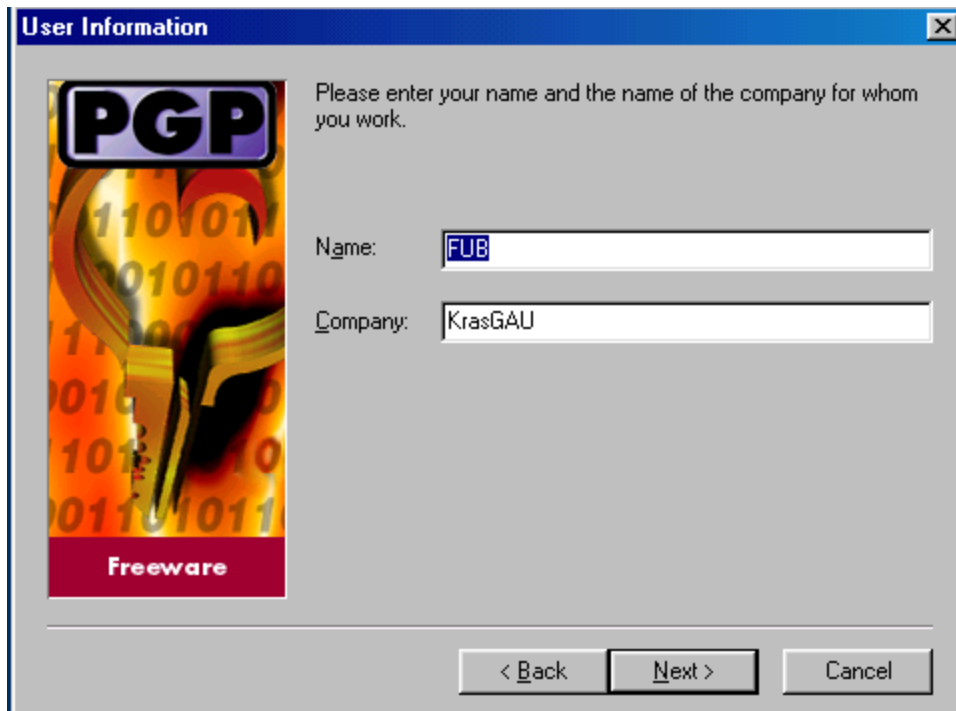 User Information
PGP
Please enter your name and the name of the company for whom
you work.
Name: FUB
Company: KrasGAU
Freeware
< Back Next > Cancel